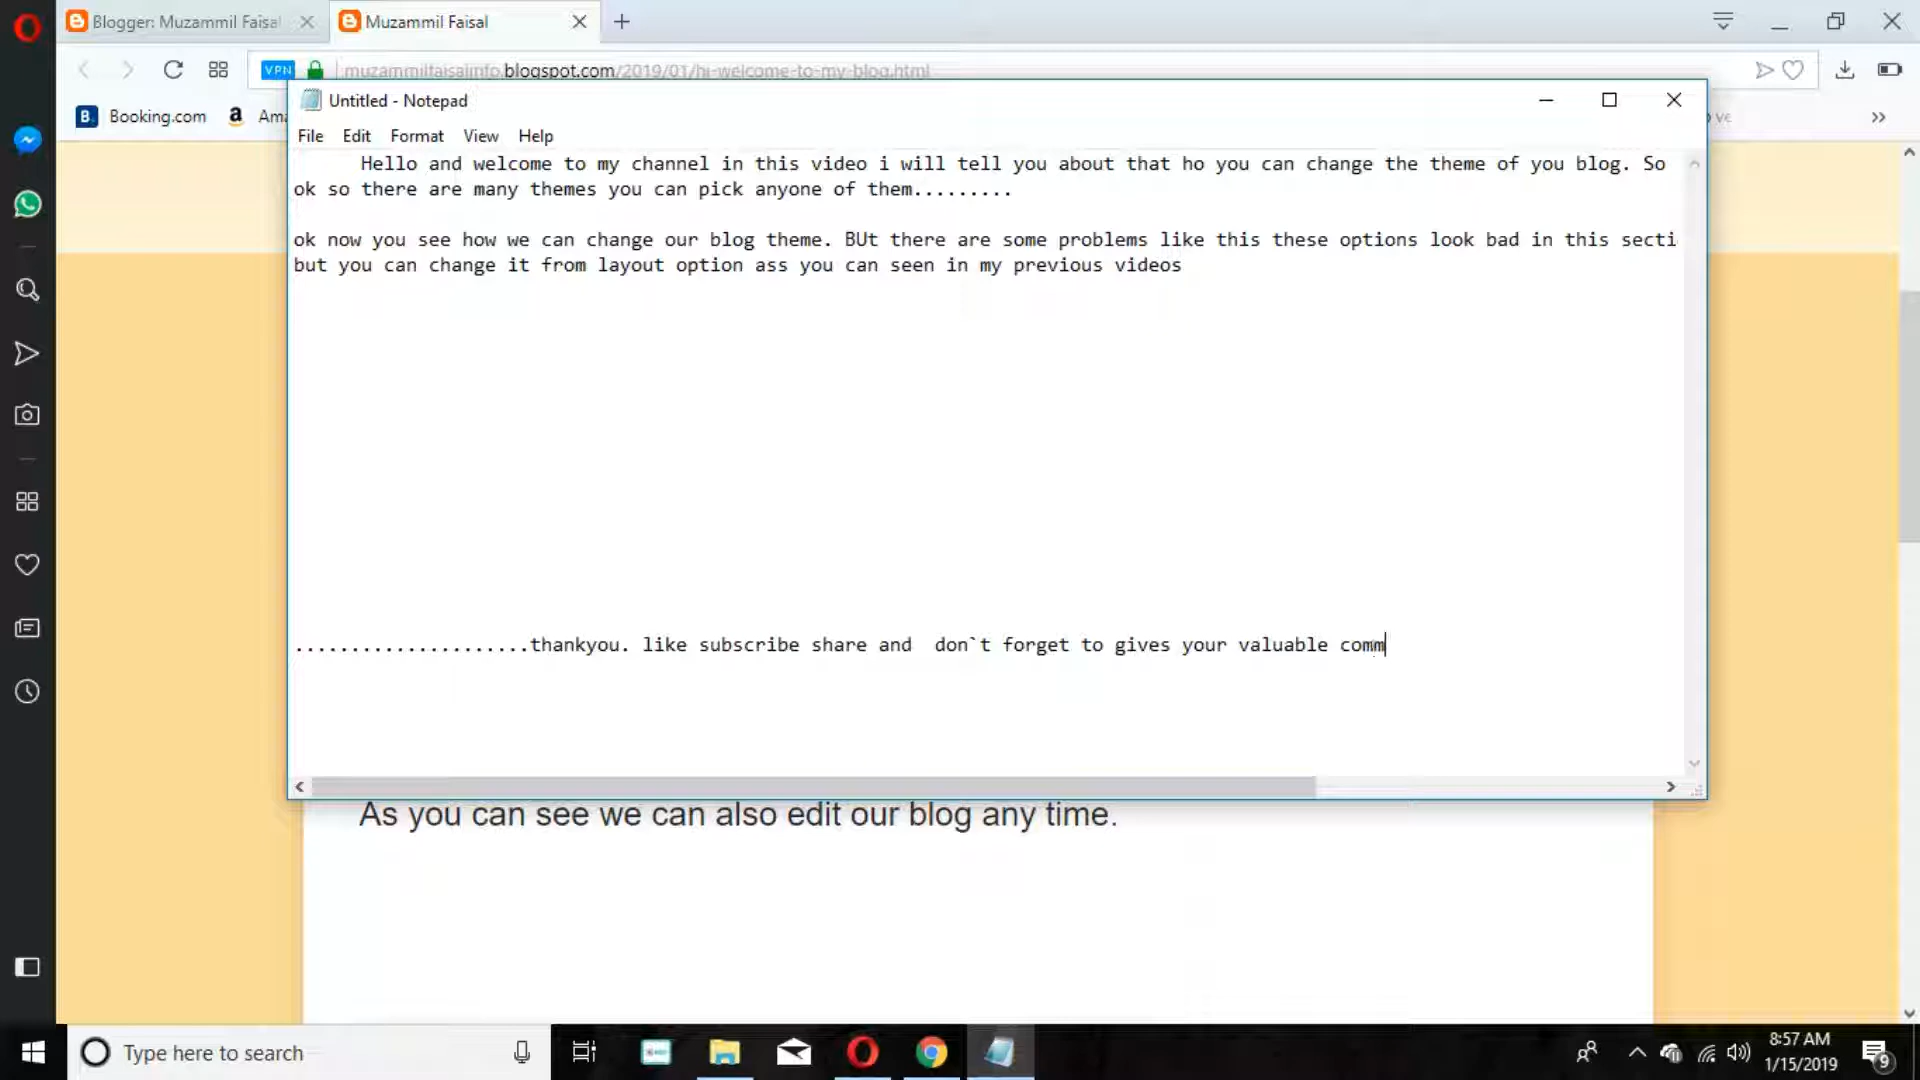 Blogger: Muzammil Faisal
Muzammil Faisal
VPN
muzammilfaisalinfo.blogspot.com/2019/01/hi-welcome-to-my-blog.html
B.
Booking.com
a
Ama
Untitled - Notepad
File Edit Format View Help
Hello and welcome to my channel in this video i will tell you about that ho you can change the theme of you blog. So
ok so there are many themes you can pick anyone of them.........
ok now you see how we can change our blog theme. BUt there are some problems like this these options look bad in this secti
but you can change it from layout option ass you can seen in my previous videos
.....................thankyou. like subscribe share and  don`t forget to gives your valuable comm
As you can see we can also edit our blog any time.
Type here to search
8:57 AM
1/15/2019
9